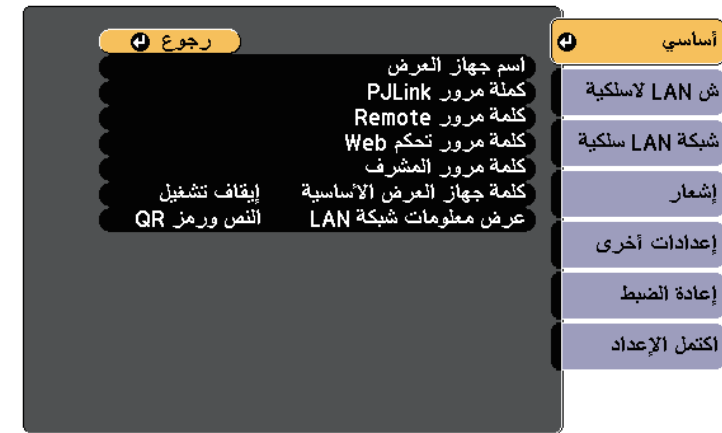 أساسي
ش LAN لاسلكية
شبكة LAN سلكية
إشعار
إعدادات أخرى
إعادة الضبط
اكتمل الإعداد
رجوع
اسم جهاز العرض
كملة مرور PJLink
كلمة مرور Remote
كلمة مرور تحكم Web
كلمة مرور المشرف
كلمة جهاز العرض الأساسية إيقاف تشغيل
عرض معلومات شبكة LAN النص ورمز QR